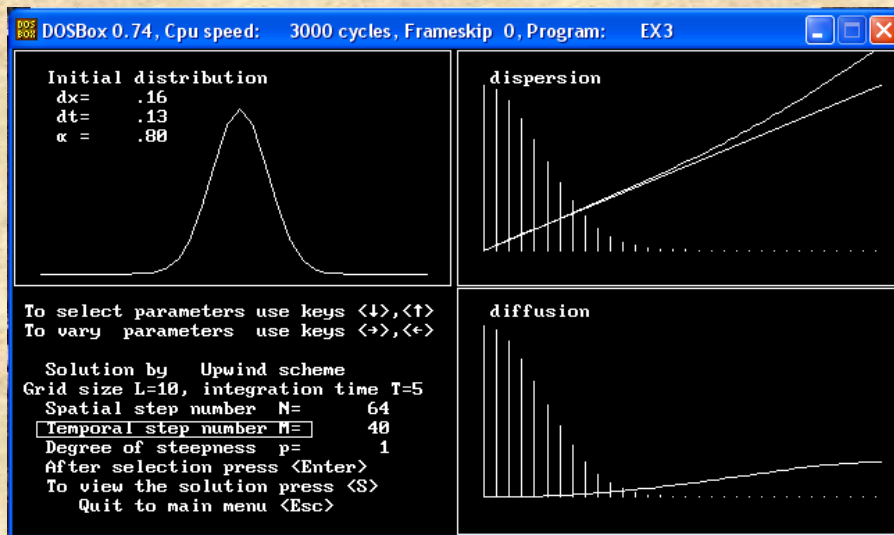 DOS BOX DOSBox 0.74, Cpu speed: 3000 cycles, Frameskip 0, Program: EX3
Initial distribution
dx= .16
dt= .13
α = .80
dispersion
To select parameters use keys <↓>,<↑>
To vary parameters use keys <→>,<←>
Solution by Upwind scheme
Grid size L=10, integration time T=5
Spatial step number N= 64
Temporal step number M= 40
Degree of steepness p= 1
After selection press <Enter>
To view the solution press <S>
Quit to main menu <Esc>
diffusion